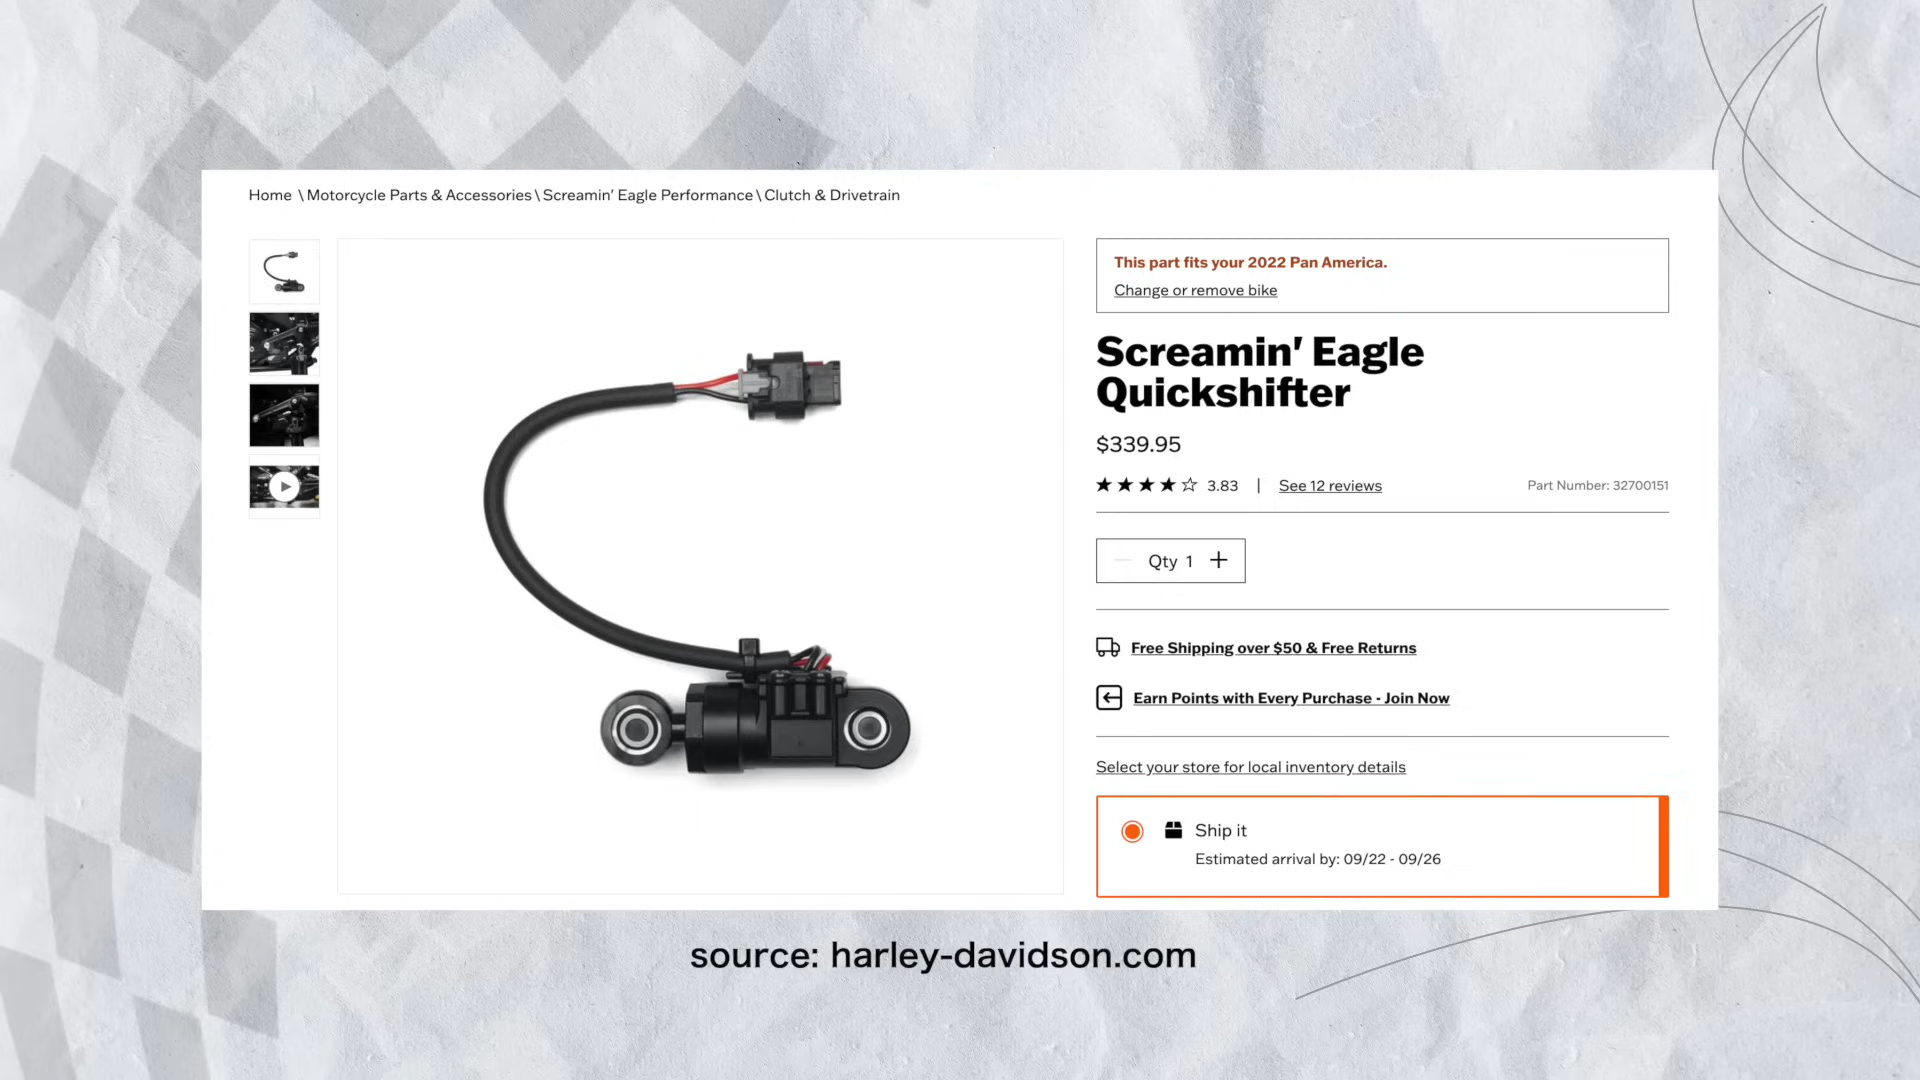 Home \ Motorcycle Parts & Accessories \ Screamin' Eagle Performance \ Clutch & Drivetrain
This part fits your 2022 Pan America.
Change or remove bike
Screamin' Eagle
Quickshifter
$339.95
3.83 | See 12 reviews
Part Number: 32700151
Qty 1
Free Shipping over $50 & Free Returns
Earn Points with Every Purchase - Join Now
Select your store for local inventory details
Ship it
Estimated arrival by: 09/22 - 09/26
source: harley-davidson.com